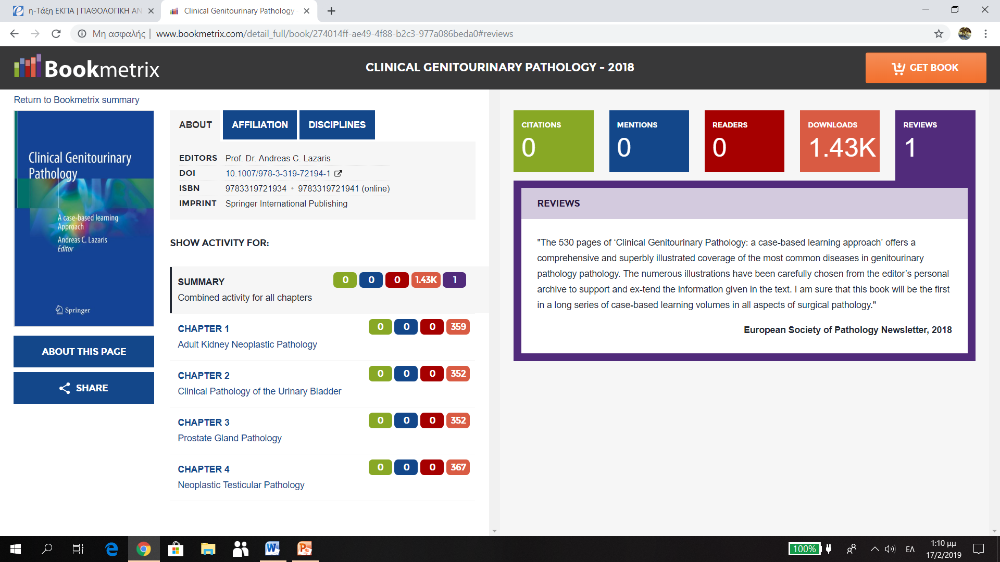 η-Τάξη ΕΚΠΑ | ΠΑΘΟΛΟΓΙΚΗ ΑΝ
Clinical Genitourinary Pathology
Μη ασφαλής | www.bookmetrix.com/detail_full/book/274014ff-ae49-4f88-b2c3-977a086beda0#reviews
Bookmetrix
CLINICAL GENITOURINARY PATHOLOGY - 2018
GET BOOK
Return to Bookmetrix summary
Clinical Genitourinary
Pathology
A case-based learning
Approach
Andreas C. Lazaris
Editor
Springer
ABOUT THIS PAGE
SHARE
ABOUT
AFFILIATION
DISCIPLINES
EDITORS Prof. Dr. Andreas C. Lazaris
DOI 10.1007/978-3-319-72194-1
ISBN 9783319721934 • 9783319721941 (online)
IMPRINT Springer International Publishing
SHOW ACTIVITY FOR:
SUMMARY 0 0 0 1.43K 1
Combined activity for all chapters
CHAPTER 1 0 0 0 359
Adult Kidney Neoplastic Pathology
CHAPTER 2 0 0 0 352
Clinical Pathology of the Urinary Bladder
CHAPTER 3 0 0 0 352
Prostate Gland Pathology
CHAPTER 4 0 0 0 367
Neoplastic Testicular Pathology
CITATIONS
0
MENTIONS
0
READERS
0
DOWNLOADS
1.43K
REVIEWS
1
REVIEWS
"The 530 pages of ‘Clinical Genitourinary Pathology: a case-based learning approach’ offers a
comprehensive and superbly illustrated coverage of the most common diseases in genitourinary
pathology pathology. The numerous illustrations have been carefully chosen from the editor’s personal
archive to support and ex-tend the information given in the text. I am sure that this book will be the first
in a long series of case-based learning volumes in all aspects of surgical pathology."
European Society of Pathology Newsletter, 2018
100%
ΕΛ
1:10 μμ
17/2/2019